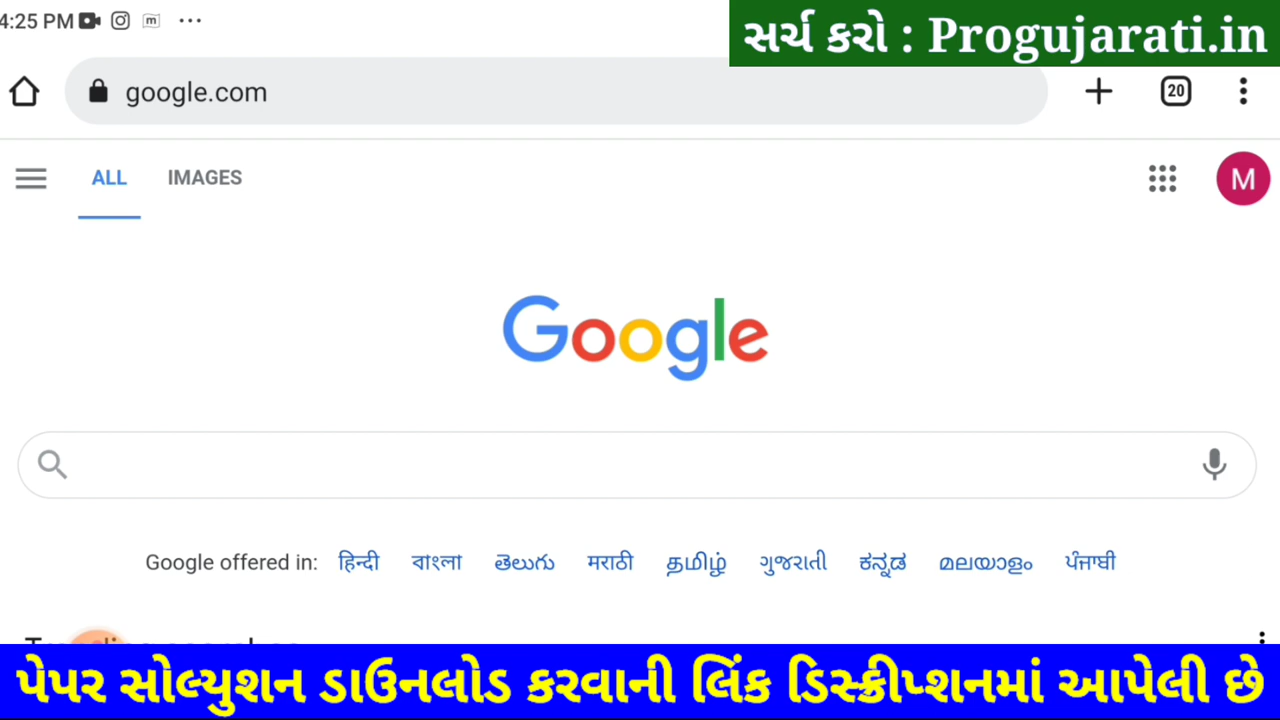 4:25 PM
સર્ચ કરો : Progujarati.in
google.com
20
ALL IMAGES
M
Google
Google offered in: हिन्दी বাংলা తెలుగు मराठी தமிழ் ગુજરાતી ಕನ್ನಡ മലയാളം ਪੰਜਾਬੀ
પેપર સોલ્યુશન ડાઉનલોડ કરવાની લિંક ડિસ્ક્રીપ્શનમાં આપેલી છે